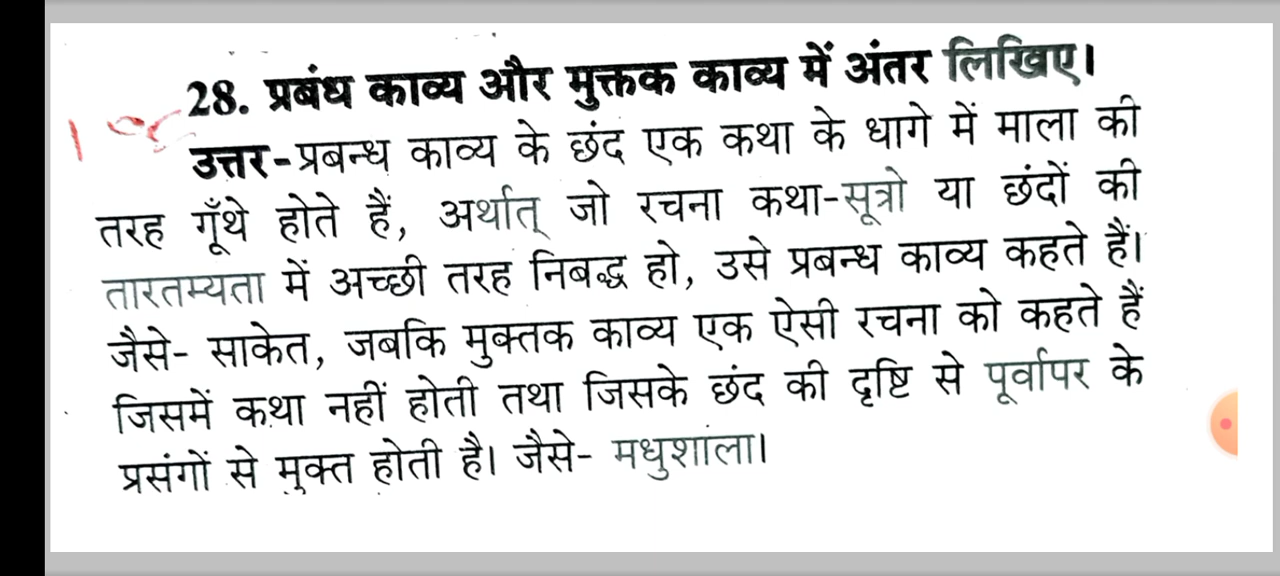 28. प्रबंध काव्य और मुक्तक काव्य में अंतर लिखिए।
उत्तर-प्रबन्ध काव्य के छंद एक कथा के धागे में माला की
तरह गूँथे होते हैं, अर्थात् जो रचना कथा-सूत्रो या छंदों की
तारतम्यता में अच्छी तरह निबद्ध हो, उसे प्रबन्ध काव्य कहते हैं।
जैसे- साकेत, जबकि मुक्तक काव्य एक ऐसी रचना को कहते हैं
जिसमें कथा नहीं होती तथा जिसके छंद की दृष्टि से पूर्वापर के
प्रसंगों से मुक्त होती है। जैसे- मधुशाला।